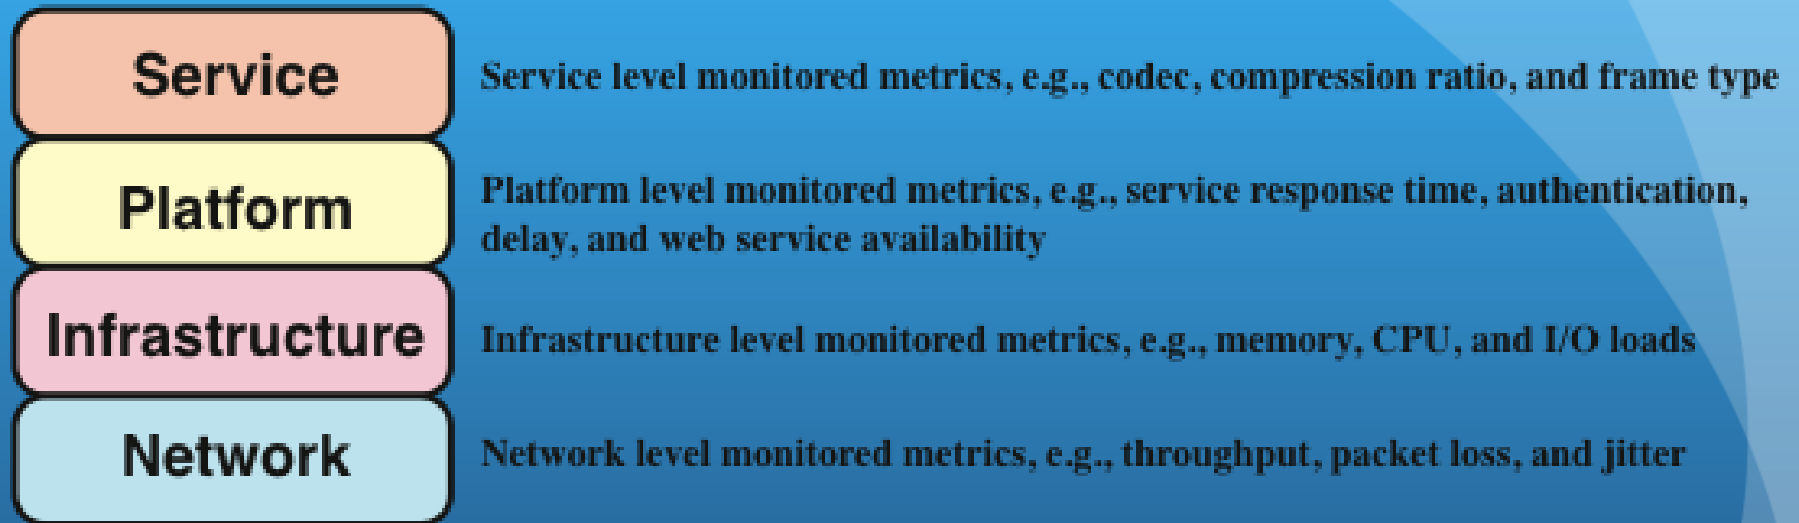 Service
Service level monitored metrics, e.g., codec, compression ratio, and frame type
Platform
Platform level monitored metrics, e.g., service response time, authentication,
delay, and web service availability
Infrastructure
Infrastructure level monitored metrics, e.g., memory, CPU, and I/O loads
Network
Network level monitored metrics, e.g., throughput, packet loss, and jitter